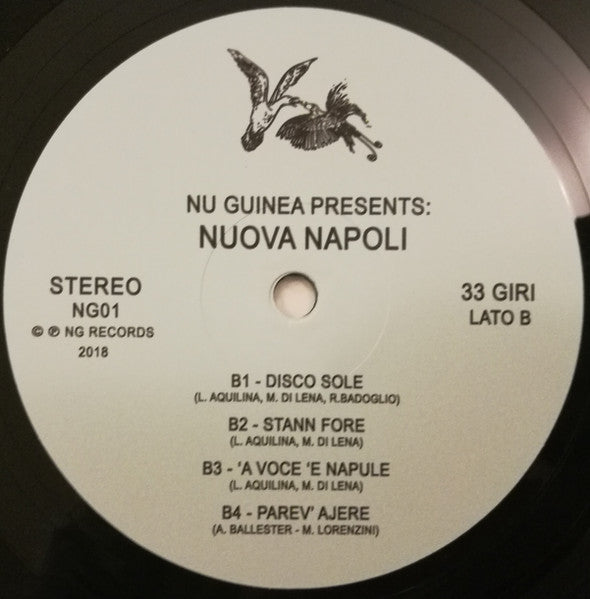 NU GUINEA PRESENTS:
NUOVA NAPOLI
STEREO
NG01
© ℗ NG RECORDS
2018
33 GIRI
LATO B
B1 - DISCO SOLE
(L. AQUILINA, M. DI LENA, R.BADOGLIO)
B2 - STANN FORE
(L. AQUILINA, M. DI LENA)
B3 - 'A VOCE 'E NAPULE
(L. AQUILINA, M. DI LENA)
B4 - PAREV' AJERE
(A. BALLESTER - M. LORENZINI)